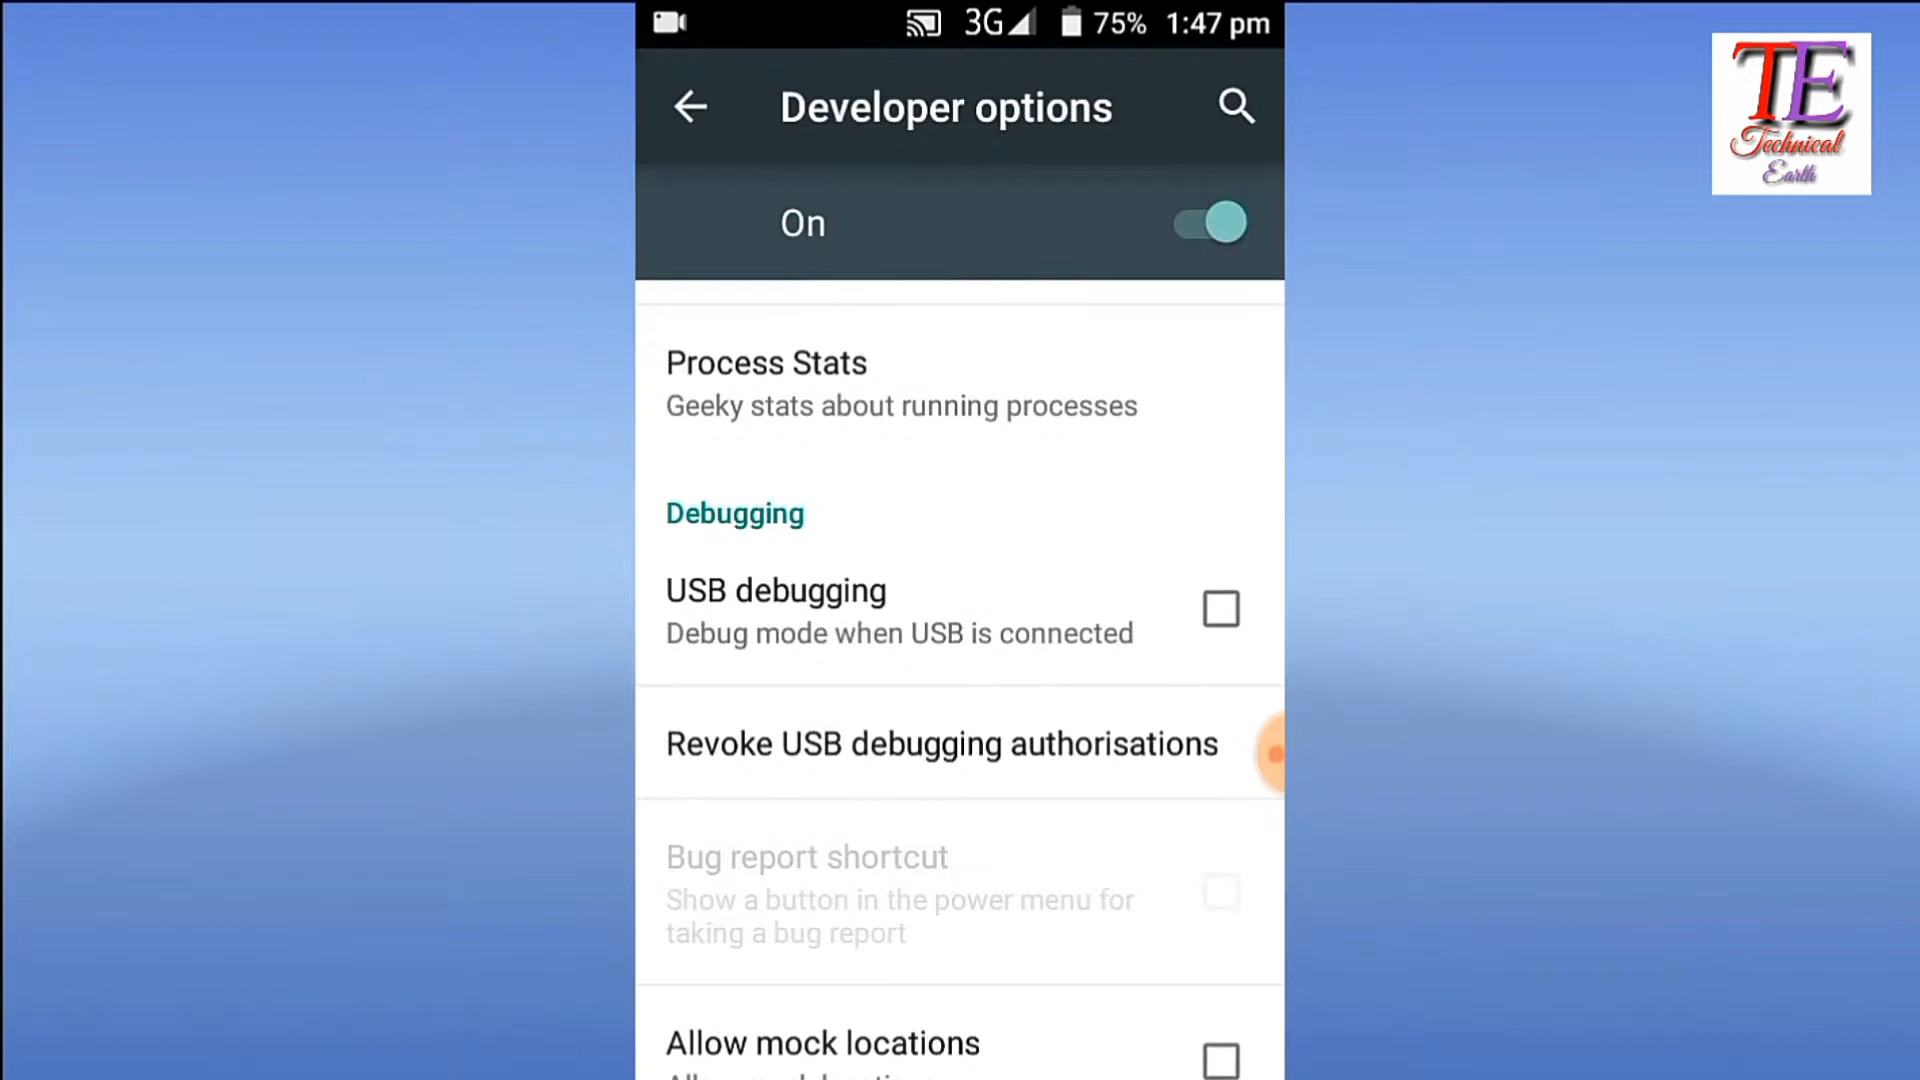 3G 75% 1:47 pm
Developer options
On
Process Stats
Geeky stats about running processes
Debugging
USB debugging
Debug mode when USB is connected
Revoke USB debugging authorisations
Bug report shortcut
Show a button in the power menu for
taking a bug report
Allow mock locations
TE
Technical
Earth